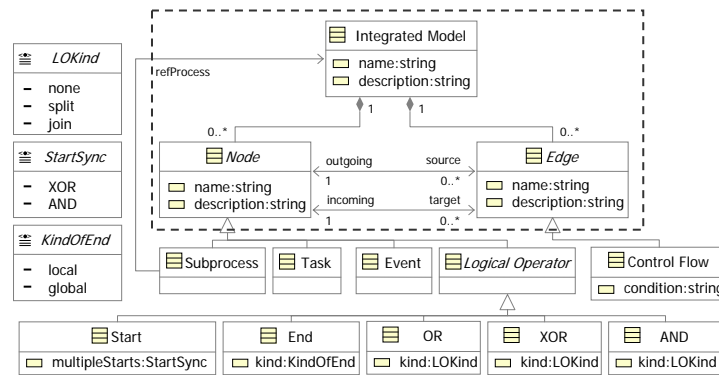 Integrated Model
name:string
description:string
LOKind
– none
– split
– join
refProcess
1
1
0..*
0..*
StartSync
– XOR
– AND
Node
name:string
description:string
outgoing
source
1
0..*
incoming
target
1
0..*
Edge
name:string
description:string
KindOfEnd
– local
– global
Subprocess
Task
Event
Logical Operator
Control Flow
condition:string
Start
multipleStarts:StartSync
End
kind:KindOfEnd
OR
kind:LOKind
XOR
kind:LOKind
AND
kind:LOKind